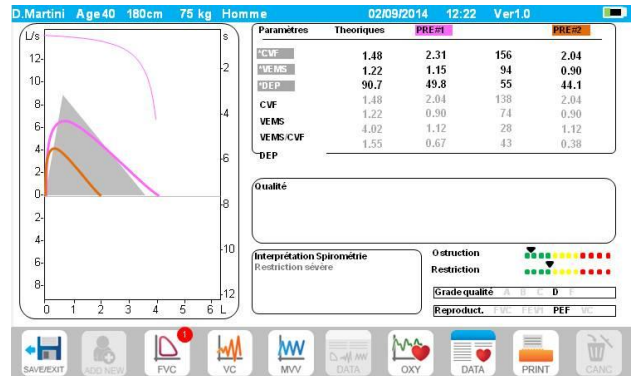 D.Martini Age40 180cm 75 kg Homme 02/09/2014 12:22 Ver1.0
L/s s
12-
10-
8-
6-
4-
2-
0-
2-
4-
6-
8-
0 1 2 3 4 5 6 L
-2
-4
-6
-8
-10
-12
Paramétres Theoriques PRE#1 PRE#2
*CVF 1.48 2.31 156 2.04
*VEMS 1.22 1.15 94 0.90
*DEP 90.7 49.8 55 44.1
CVF 1.48 2.04 138 2.04
VEMS 1.22 0.90 74 0.90
VEMS/CVF 4.02 1.12 28 1.12
DEP 1.55 0.67 43 0.38
Qualité
Interprétation Spirométrie
Restriction sévère
Ostruction
Restriction
Grade qualité A B C D F
Reproduct. FVC FEV1 PEF VC
1
SAVE/EXIT ADD NEW FVC VC MVV DATA OXY DATA PRINT CANC